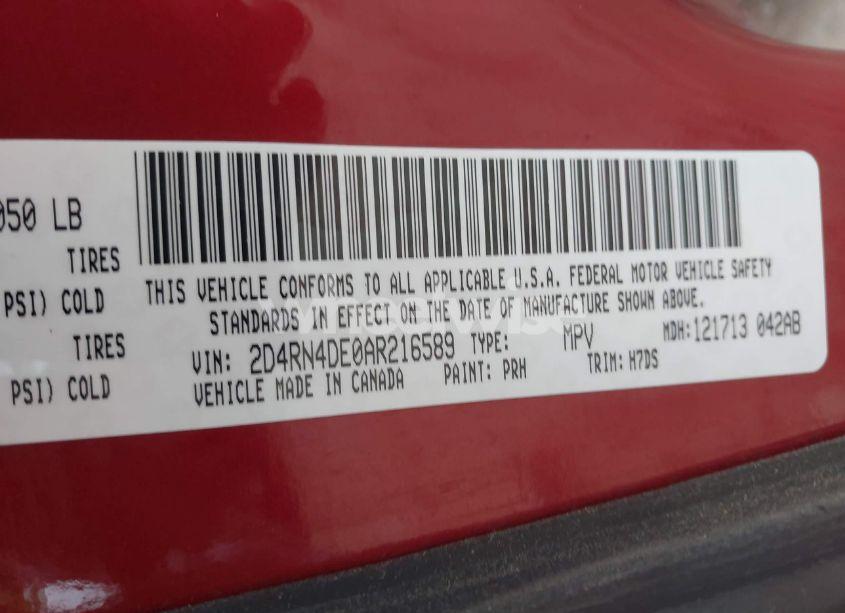 050 LB
TIRES
PSI) COLD
TIRES
PSI) COLD
THIS VEHICLE CONFORMS TO ALL APPLICABLE U.S.A. FEDERAL MOTOR VEHICLE SAFETY
STANDARDS IN EFFECT ON THE DATE OF MANUFACTURE SHOWN ABOVE.
VIN: 2D4RN4DE0AR216589 TYPE: MPV MDH:121713 042AB
VEHICLE MADE IN CANADA PAINT: PRH TRIM: H7DS